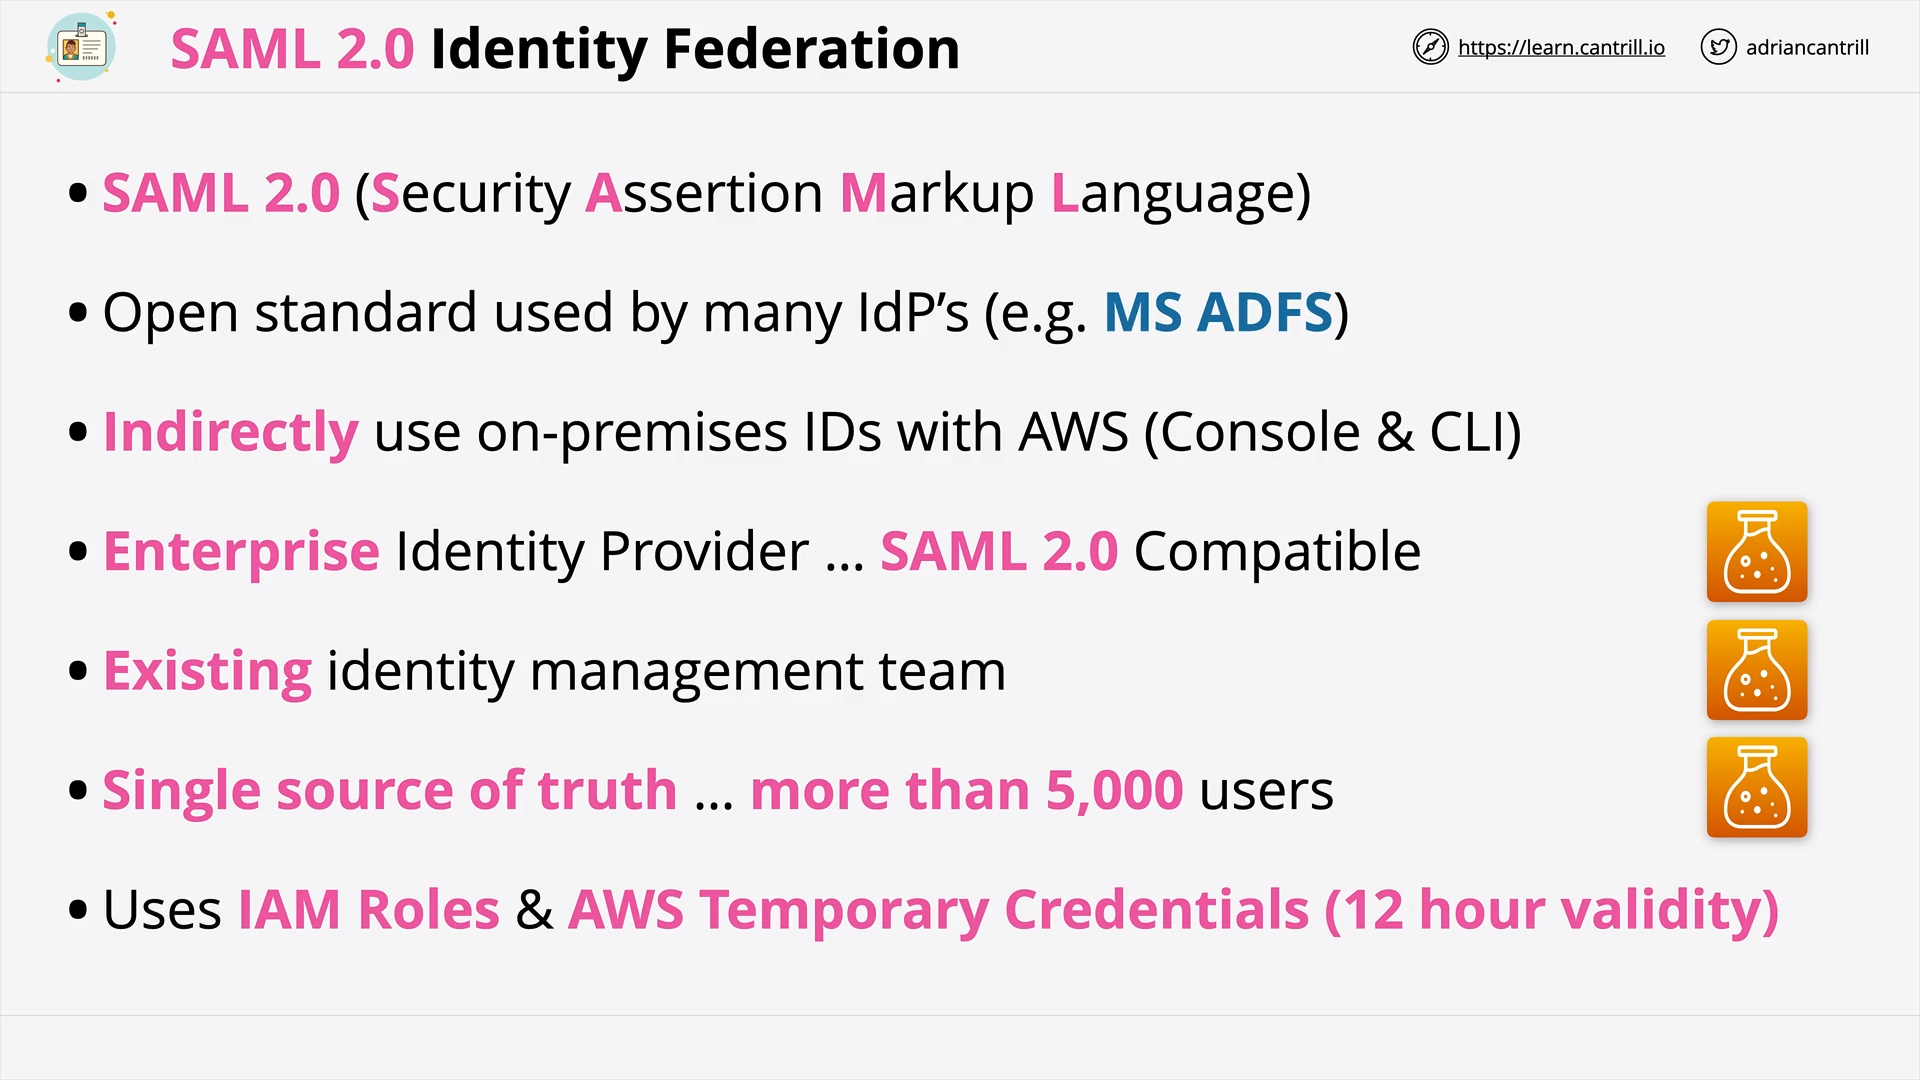 SAML 2.0 Identity Federation
https://learn.cantrill.io
adriancantrill
• SAML 2.0 (Security Assertion Markup Language)
• Open standard used by many IdP’s (e.g. MS ADFS)
• Indirectly use on-premises IDs with AWS (Console & CLI)
• Enterprise Identity Provider ... SAML 2.0 Compatible
• Existing identity management team
• Single source of truth ... more than 5,000 users
• Uses IAM Roles & AWS Temporary Credentials (12 hour validity)